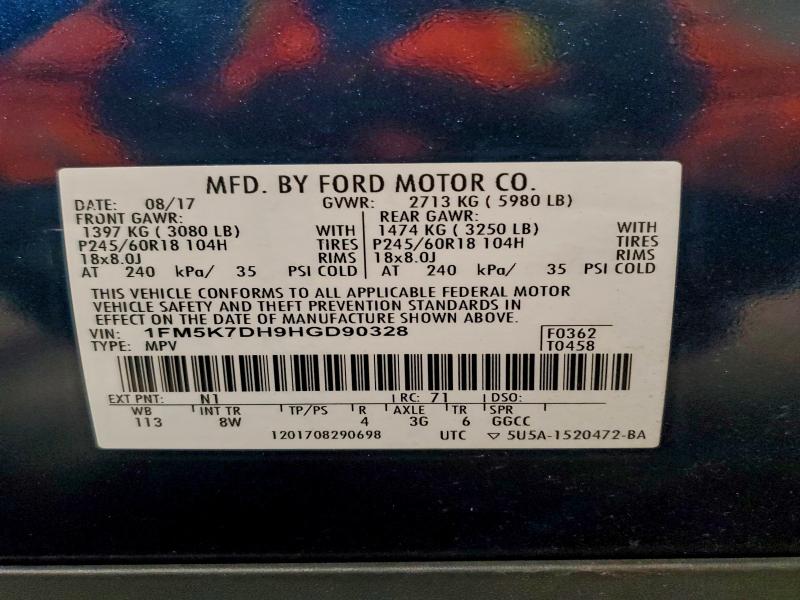 MFD. BY FORD MOTOR CO.
DATE: 08/17 GVWR: 2713 KG ( 5980 LB)
FRONT GAWR: REAR GAWR:
1397 KG ( 3080 LB) WITH 1474 KG ( 3250 LB) WITH
P245/60R18 104H TIRES P245/60R18 104H TIRES
18x8.0J RIMS 18x8.0J RIMS
AT 240 kPa/ 35 PSI COLD AT 240 kPa/ 35 PSI COLD
THIS VEHICLE CONFORMS TO ALL APPLICABLE FEDERAL MOTOR
VEHICLE SAFETY AND THEFT PREVENTION STANDARDS IN
EFFECT ON THE DATE OF MANUFACTURE SHOWN ABOVE.
VIN: 1FM5K7DH9HGD90328 F0362
TYPE: MPV T0458
EXT PNT: N1 RC: 71 DSO:
WB INT TR TP/PS R AXLE TR SPR
113 8W 4 3G 6 GGCC
1201708290698 UTC ▽ 5U5A-1520472-BA